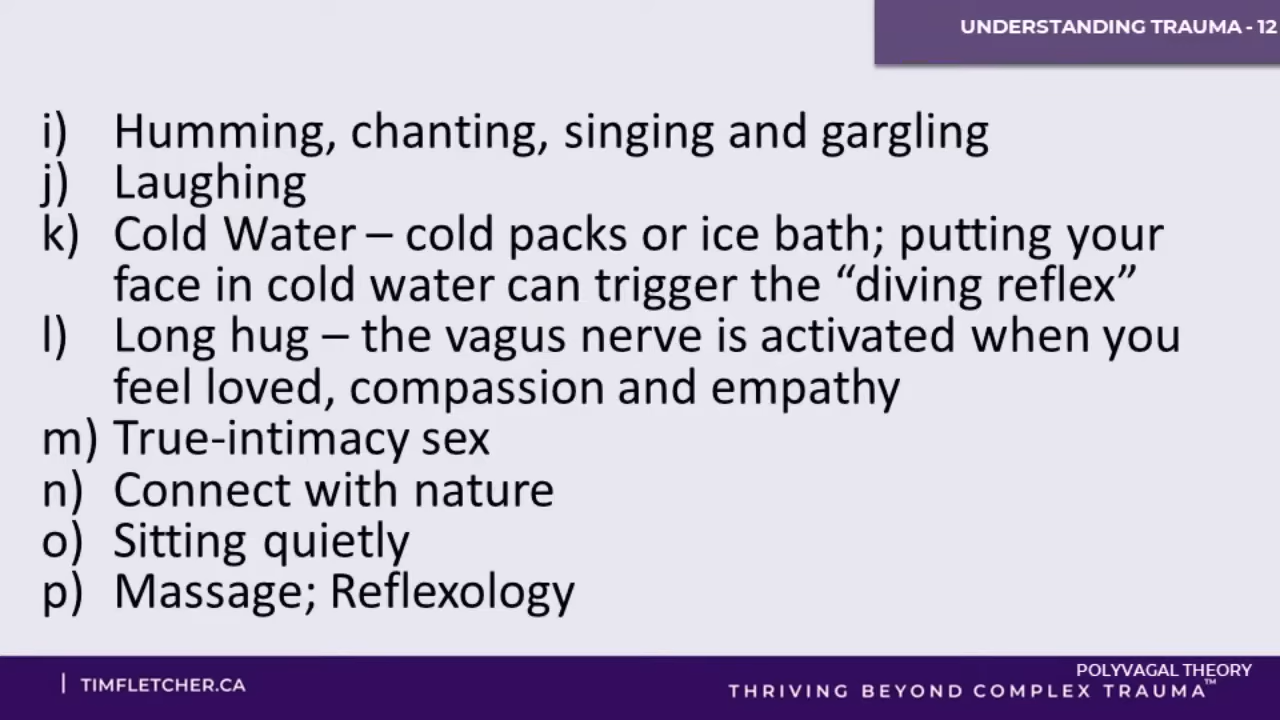 UNDERSTANDING TRAUMA - 12
i) Humming, chanting, singing and gargling
j) Laughing
k) Cold Water – cold packs or ice bath; putting your
face in cold water can trigger the “diving reflex”
l) Long hug – the vagus nerve is activated when you
feel loved, compassion and empathy
m) True-intimacy sex
n) Connect with nature
o) Sitting quietly
p) Massage; Reflexology
| TIMFLETCHER.CA
POLYVAGAL THEORY
THRIVING BEYOND COMPLEX TRAUMA™